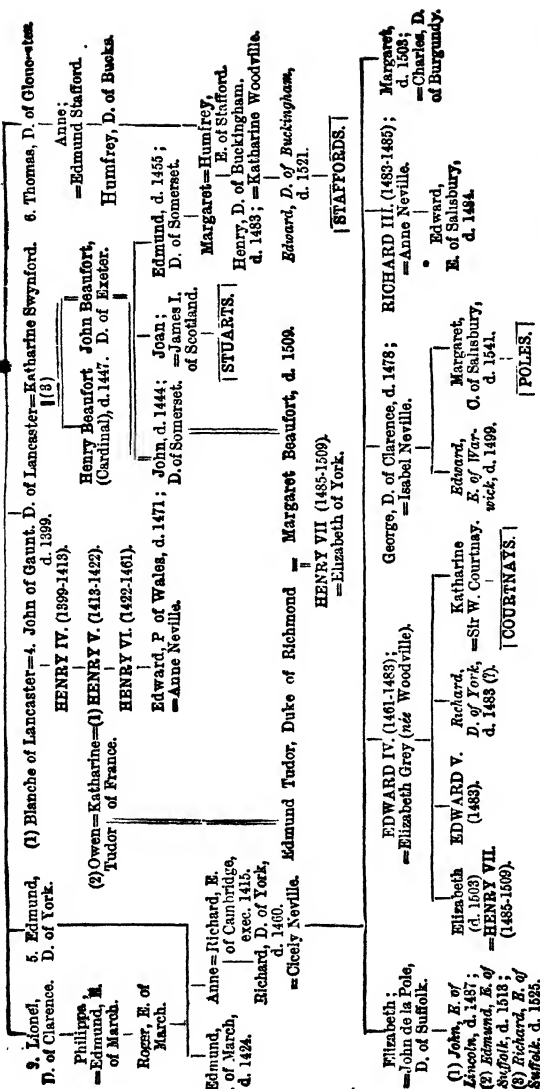 9. Lionel,
D. of Clarence.
5. Edmund,
D. of York.
(1) Blanche of Lancaster=4. John of Gaunt. D. of Lancaster=Katharine Swynford.
d. 1399.
(3)
6. Thomas, D. of
Philippa,
=Edmund,
of March.
Roger, E. of
March.
HENRY IV. (1399-1413).
Henry Beaufort
(Cardinal), d.1447.
John Beaufort,
D. of Exeter.
Anne;
=Edmund Stafford.
Humfrey, D. of Bucks.
(2) Owen=Katharine=(1) HENRY V. (1413-1422).
Tudor of France.
HENRY VI. (1422-1461).
Edward, P of Wales, d. 1471;
=Anne Neville.
John, d. 1444;
D. of Somerset.
Joan;
=James I.
of Scotland.
|STUARTS.|
Edmund, d. 1455;
D. of Somerset.
Margaret=Humfrey,
E. of Stafford.
Henry, D. of Buckingham,
d. 1483; =Katharine Woodville.
Edward, D. of Buckingham,
d. 1521.
|STAFFORDS.|
Edmund,
of March,
d. 1424.
Anne=Richard, E.
of Cambridge,
exec. 1415.
Richard, D. of York,
d. 1460.
=Cicely Neville.
Edmund Tudor, Duke of Richmond = Margaret Beaufort, d. 1509.
HENRY VII (1485-1509).
=Elizabeth of York.
Elizabeth;
=John de la Pole,
D. of Suffolk.
EDWARD IV. (1461-1483);
=Elizabeth Grey (née Woodville).
George, D. of Clarence, d. 1478;
=Isabel Neville.
RICHARD III. (1483-1485);
=Anne Neville.
Margaret,
d. 1503;
=Charles, D.
of Burgundy.
(1) John, E. of
Lincoln, d. 1487;
(2) Edmund, E. of
Suffolk, d. 1513;
(3) Richard, E. of
Suffolk, d. 1525.
Elizabeth
(d. 1503)
=HENRY VII.
(1485-1509).
EDWARD V.
(1483).
Richard,
D. of York,
d. 1483 (?).
Katharine
=Sir W. Courtnay.
|COURTNAYS.|
Edward,
E. of War-
wick, d. 1499.
Margaret,
C. of Salisbury,
d. 1541.
|POLES.|
Edward,
E. of Salisbury,
d. 1484.